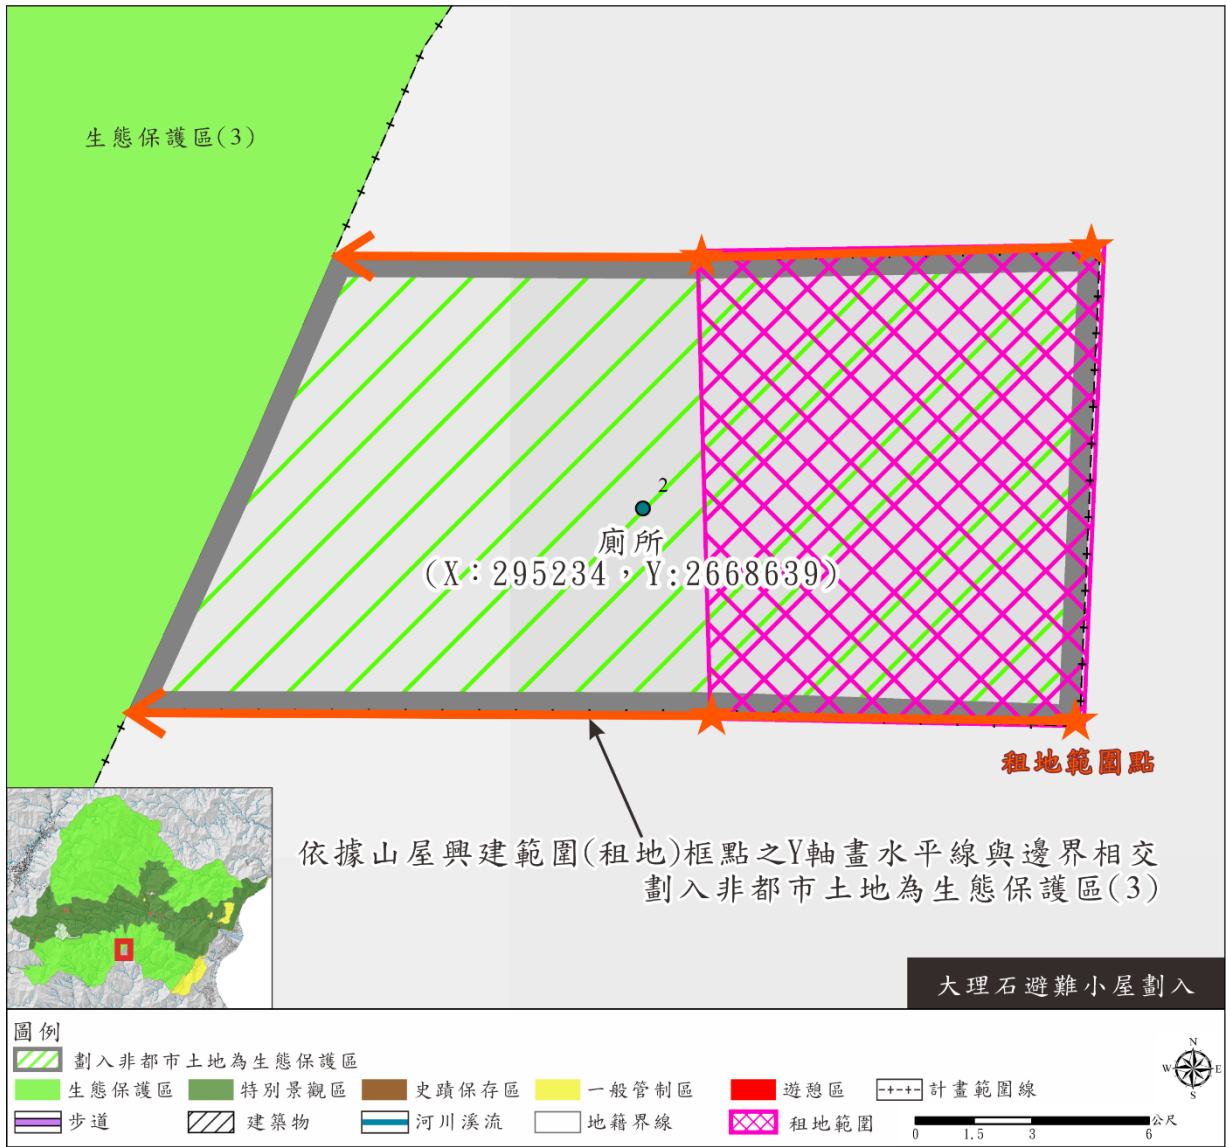 生態保護區(3)
2
廁所
(X：295234，Y:2668639)
租地範圍點
依據山屋興建範圍(租地)框點之Y軸畫水平線與邊界相交
劃入非都市土地為生態保護區(3)
大理石避難小屋劃入
圖例
劃入非都市土地為生態保護區
生態保護區 特別景觀區 史蹟保存區 一般管制區 遊憩區 計畫範圍線
步道 建築物 河川溪流 地籍界線 租地範圍
公尺
0 1.5 3 6
N
W E
S